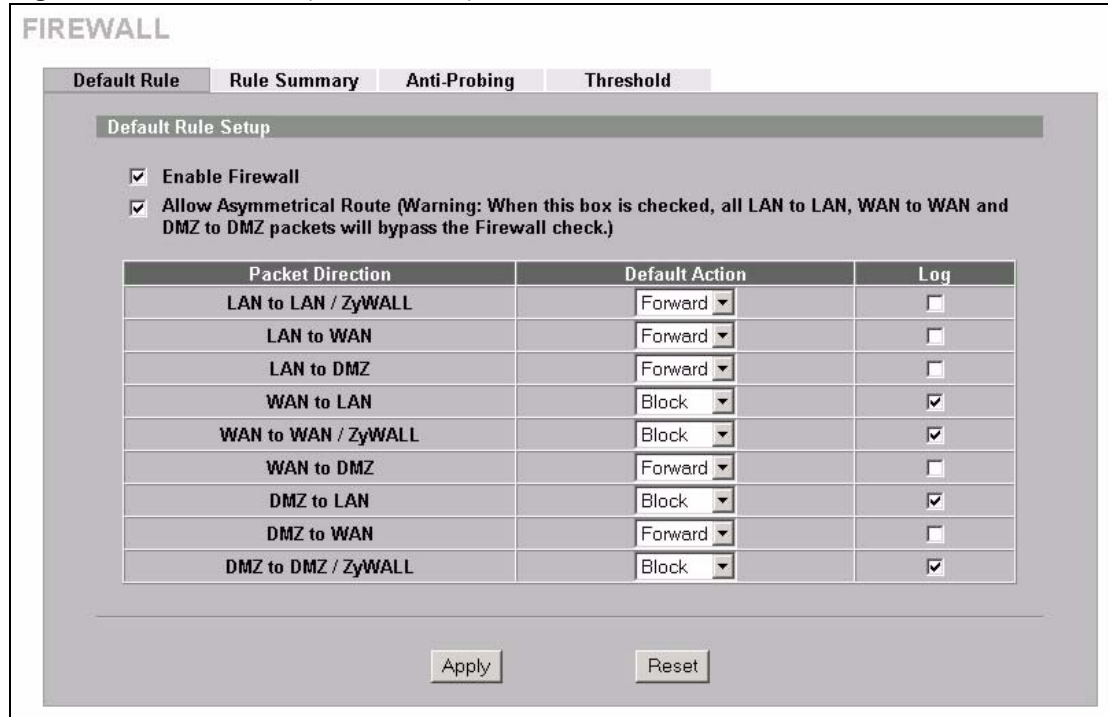 FIREWALL
Default Rule Rule Summary Anti-Probing Threshold
Default Rule Setup
Enable Firewall
Allow Asymmetrical Route (Warning: When this box is checked, all LAN to LAN, WAN to WAN and
DMZ to DMZ packets will bypass the Firewall check.)
Packet Direction Default Action Log
LAN to LAN / ZyWALL Forward
LAN to WAN Forward
LAN to DMZ Forward
WAN to LAN Block
WAN to WAN / ZyWALL Block
WAN to DMZ Forward
DMZ to LAN Block
DMZ to WAN Forward
DMZ to DMZ / ZyWALL Block
Apply Reset